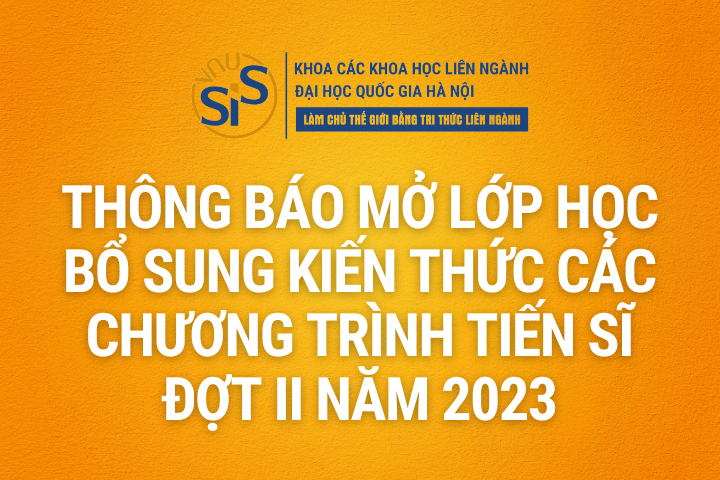 VNU
SIS
KHOA CÁC KHOA HỌC LIÊN NGÀNH
ĐẠI HỌC QUỐC GIA HÀ NỘI
LÀM CHỦ THẾ GIỚI BẰNG TRI THỨC LIÊN NGÀNH
THÔNG BÁO MỞ LỚP HỌC
BỔ SUNG KIẾN THỨC CÁC
CHƯƠNG TRÌNH TIẾN SĨ
ĐỢT II NĂM 2023